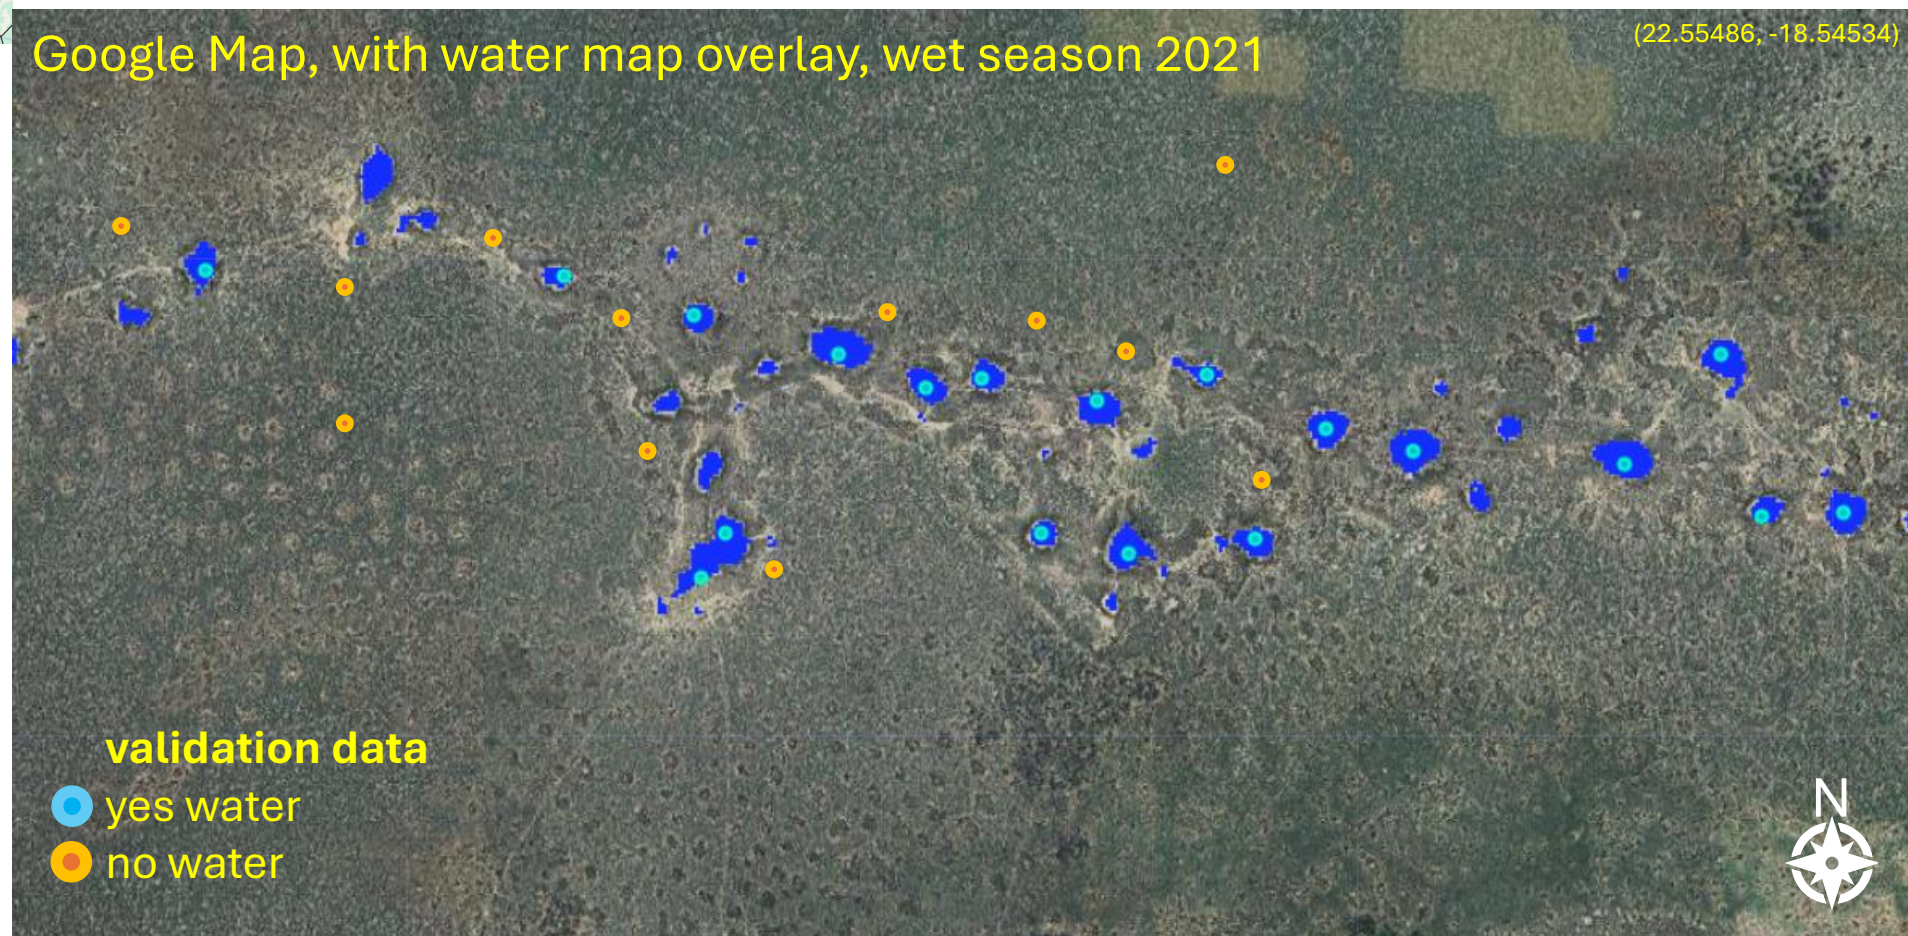 Google Map, with water map overlay, wet season 2021
(22.55486, -18.54534)
validation data
yes water
no water
N